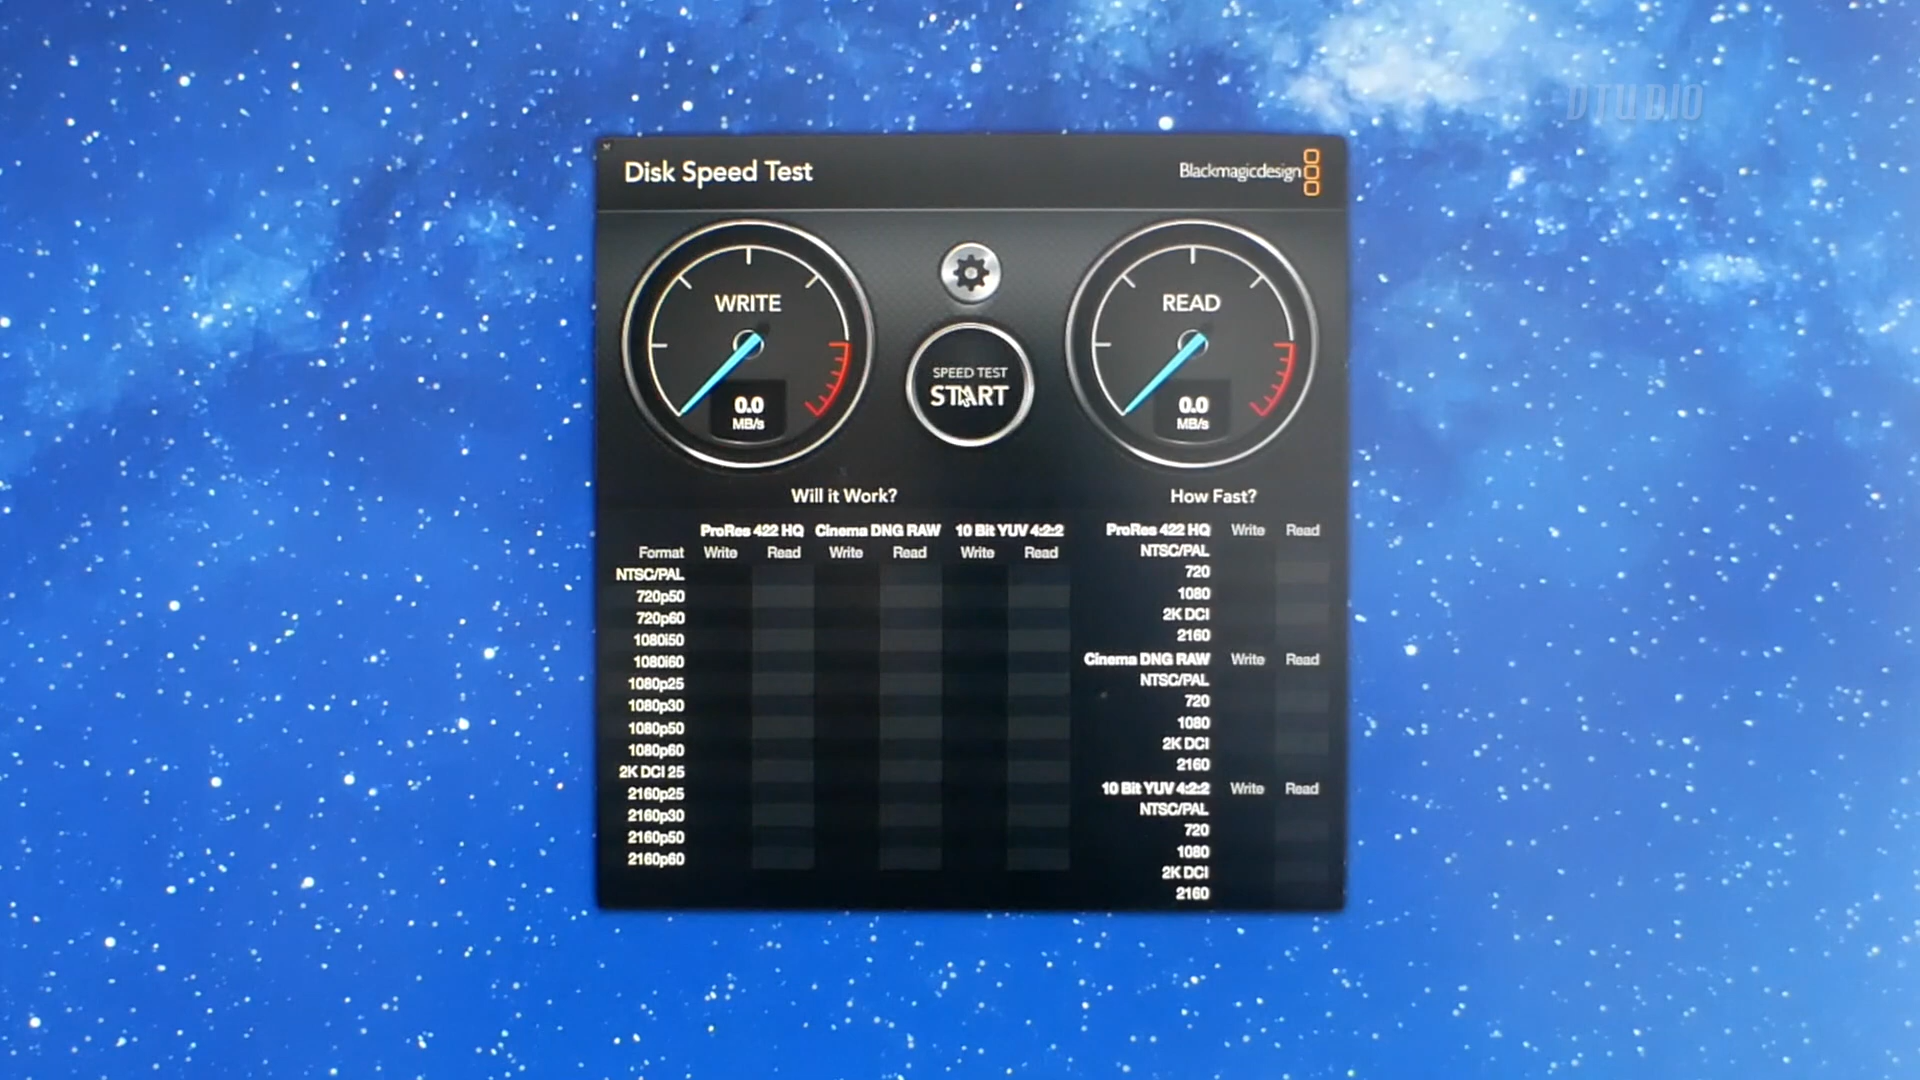 DTUDIO
Disk Speed Test
Blackmagicdesign
WRITE
0.0
MB/s
SPEED TEST
START
READ
0.0
MB/s
Will it Work?
ProRes 422 HQ Cinema DNG RAW 10 Bit YUV 4:2:2
Format Write Read Write Read Write Read
NTSC/PAL
720p50
720p60
1080i50
1080i60
1080p25
1080p30
1080p50
1080p60
2K DCI 25
2160p25
2160p30
2160p50
2160p60
How Fast?
ProRes 422 HQ Write Read
NTSC/PAL
720
1080
2K DCI
2160
Cinema DNG RAW Write Read
NTSC/PAL
720
1080
2K DCI
2160
10 Bit YUV 4:2:2 Write Read
NTSC/PAL
720
1080
2K DCI
2160